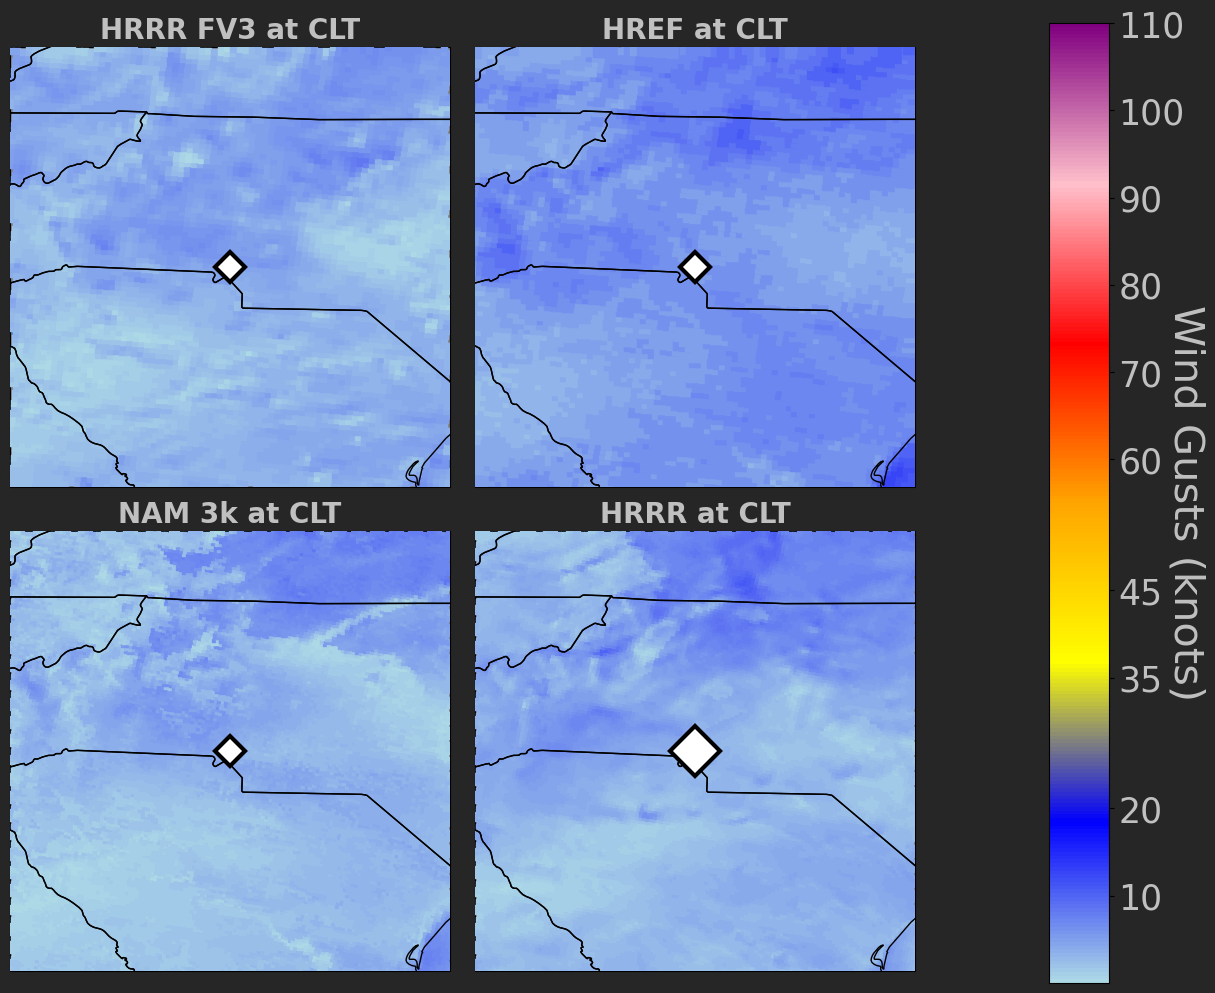 HRRR FV3 at CLT
HREF at CLT
NAM 3k at CLT
HRRR at CLT
110
100
90
80
70
60
45
35
20
10
Wind Gusts (knots)